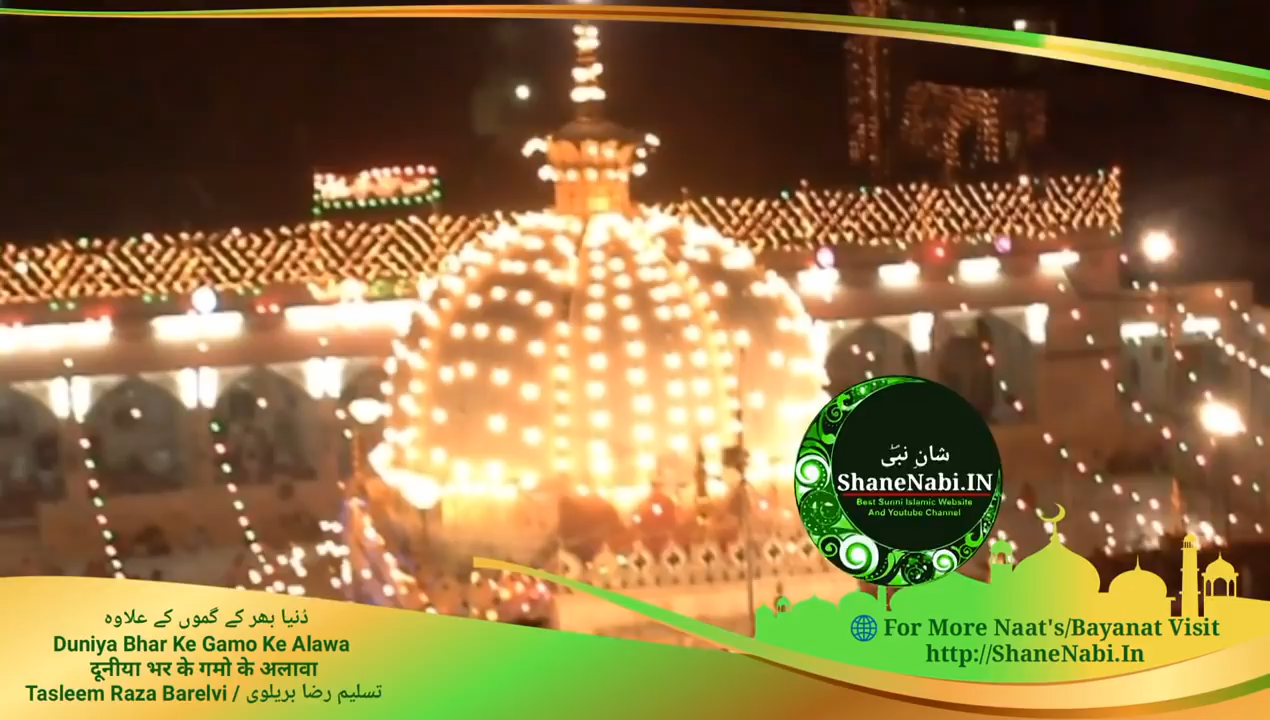 شانِ نبیؐ
ShaneNabi.IN
Best Sunni Islamic Website
And Youtube Channel
دُنیا بھر کے گموں کے علاوہ
Duniya Bhar Ke Gamo Ke Alawa
दूनीया भर के गमो के अलावा
Tasleem Raza Barelvi / تسلیم رضا بریلوی
For More Naat's/Bayanat Visit
http://ShaneNabi.In